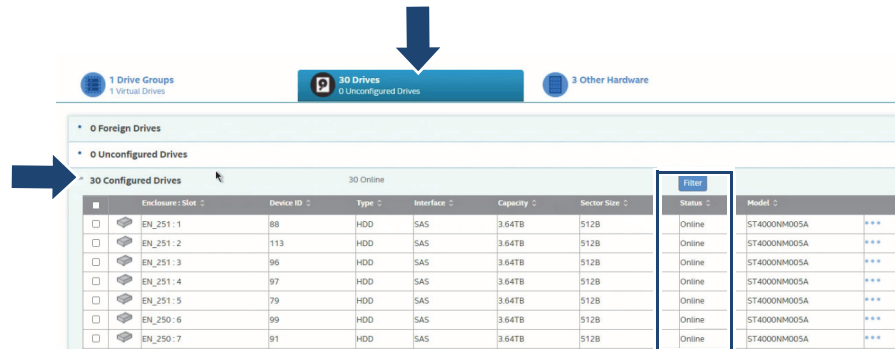 1 Drive Groups
1 Virtual Drives
30 Drives
0 Unconfigured Drives
3 Other Hardware
0 Foreign Drives
0 Unconfigured Drives
30 Configured Drives 30 Online Filter
Enclosure : Slot Device ID Type Interface Capacity Sector Size Status Model
EN_251 : 1 88 HDD SAS 3.64TB 512B Online ST4000NM005A
EN_251 : 2 113 HDD SAS 3.64TB 512B Online ST4000NM005A
EN_251 : 3 96 HDD SAS 3.64TB 512B Online ST4000NM005A
EN_251 : 4 97 HDD SAS 3.64TB 512B Online ST4000NM005A
EN_251 : 5 79 HDD SAS 3.64TB 512B Online ST4000NM005A
EN_250 : 6 99 HDD SAS 3.64TB 512B Online ST4000NM005A
EN_250 : 7 91 HDD SAS 3.64TB 512B Online ST4000NM005A